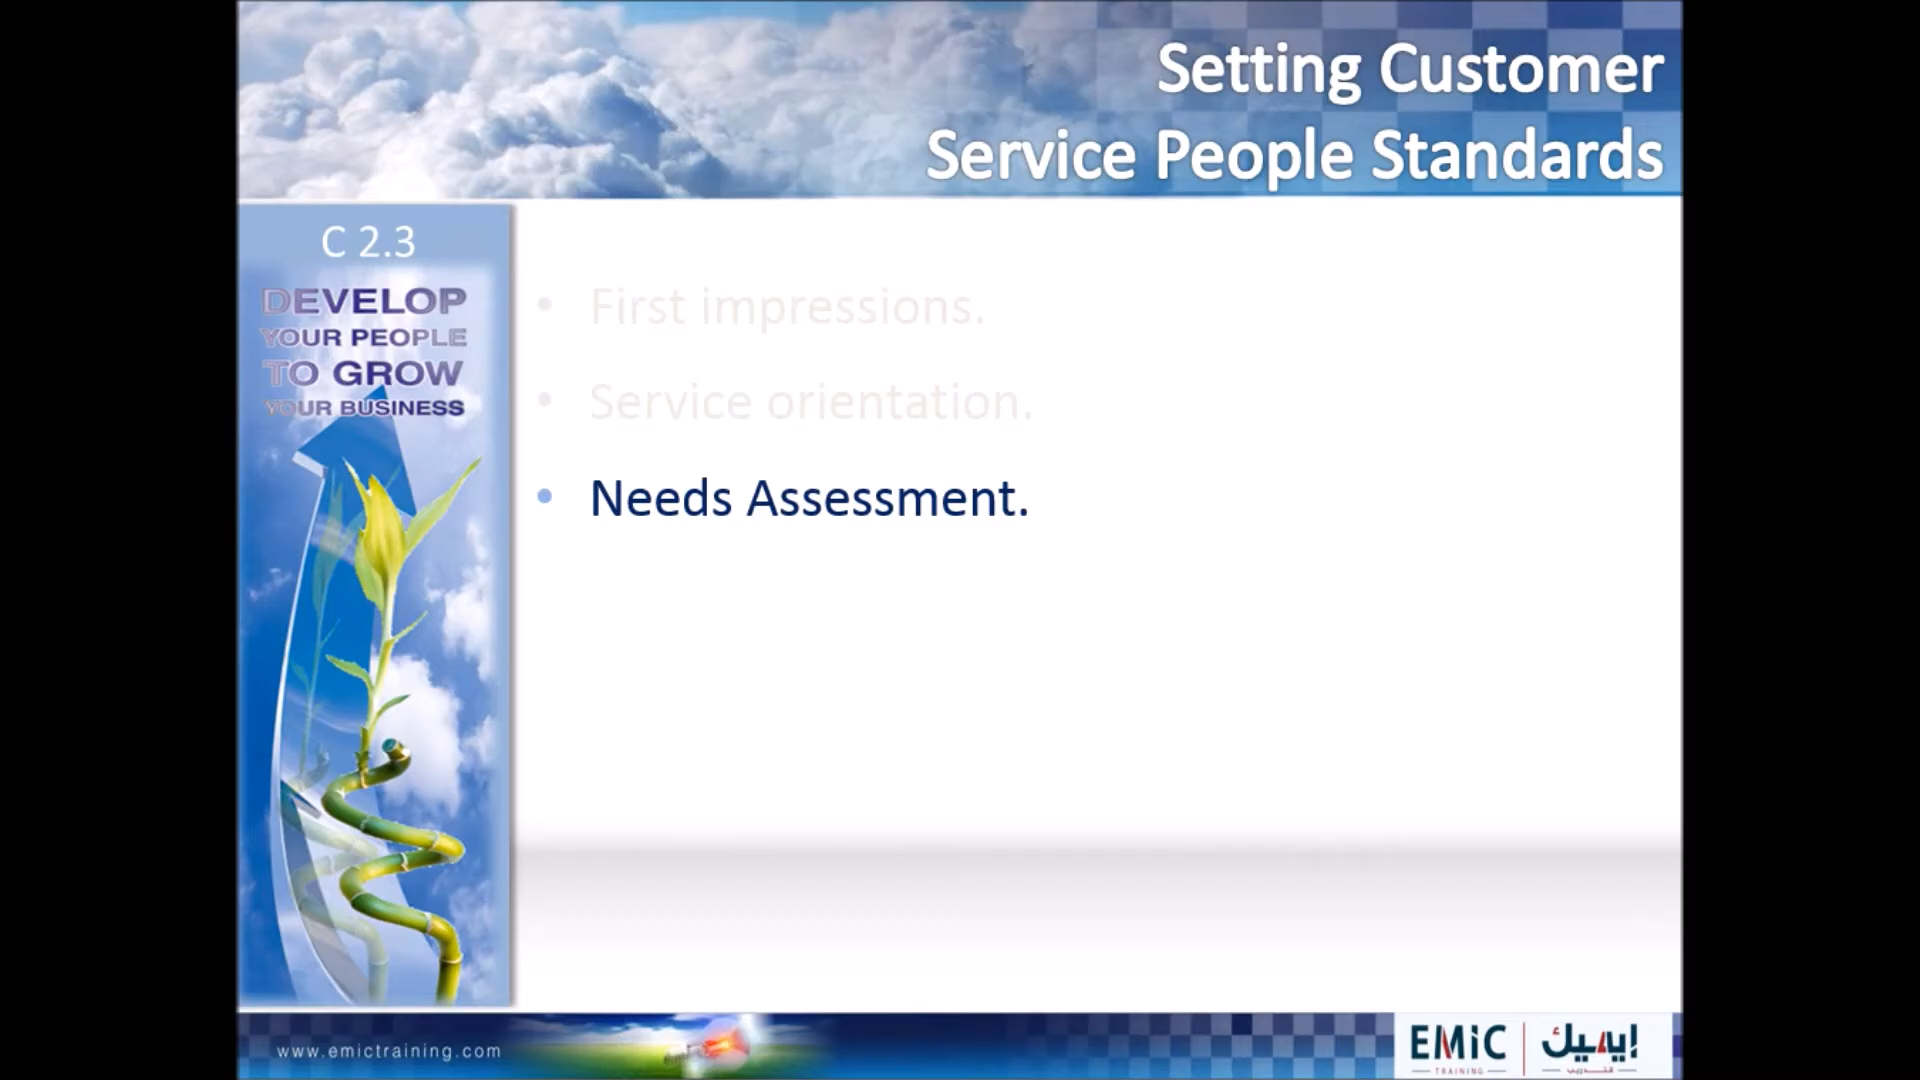 Setting Customer
Service People Standards
C 2.3
DEVELOP
YOUR PEOPLE
TO GROW
YOUR BUSINESS
• First impressions.
• Service orientation.
• Needs Assessment.
www.emictraining.com
EMiC
TRAINING
إيميك
للتدريب